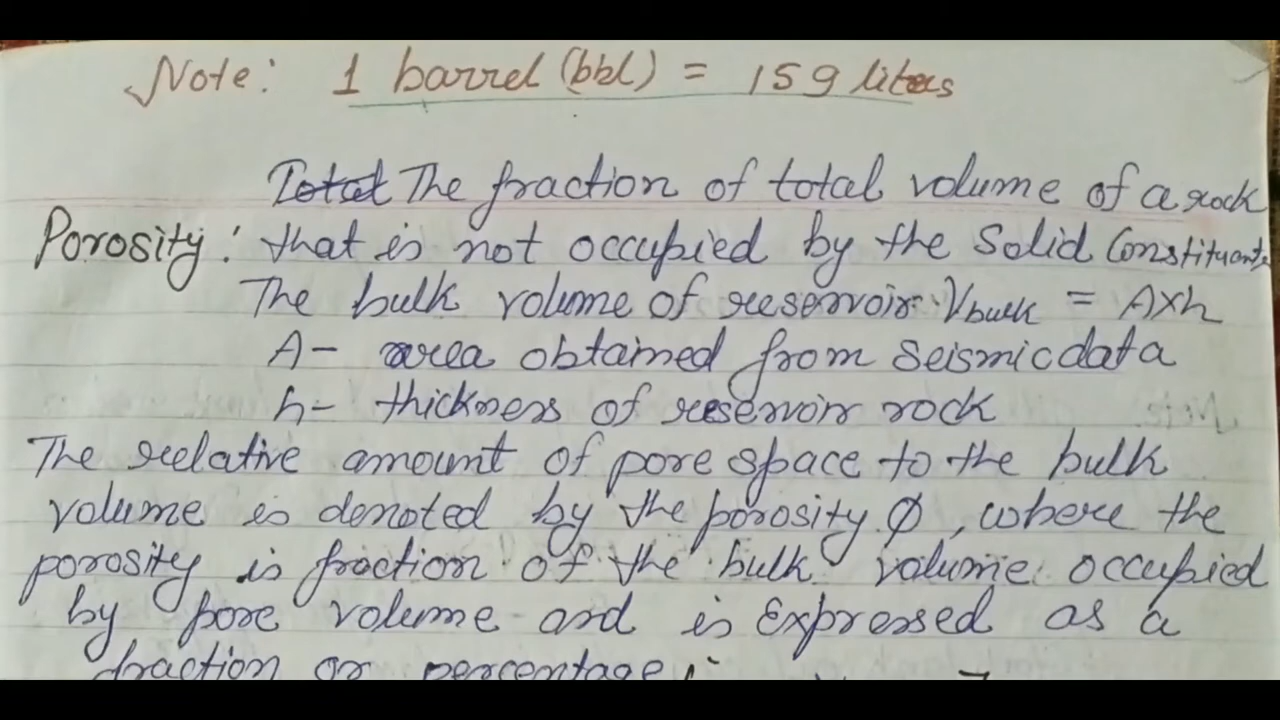 Note: 1 barrel (bbl) = 159 liters
Total The fraction of total volume of a rock
Porosity: that is not occupied by the Solid Constituents
The bulk volume of reservoir Vbulk = A×h
A- area obtained from Seismic data
h- thickness of reservoir rock
The relative amount of pore space to the bulk
volume is denoted by the porosity Ø, where the
porosity is fraction of the bulk volume occupied
by pore volume and is Expressed as a
fraction or percentage: